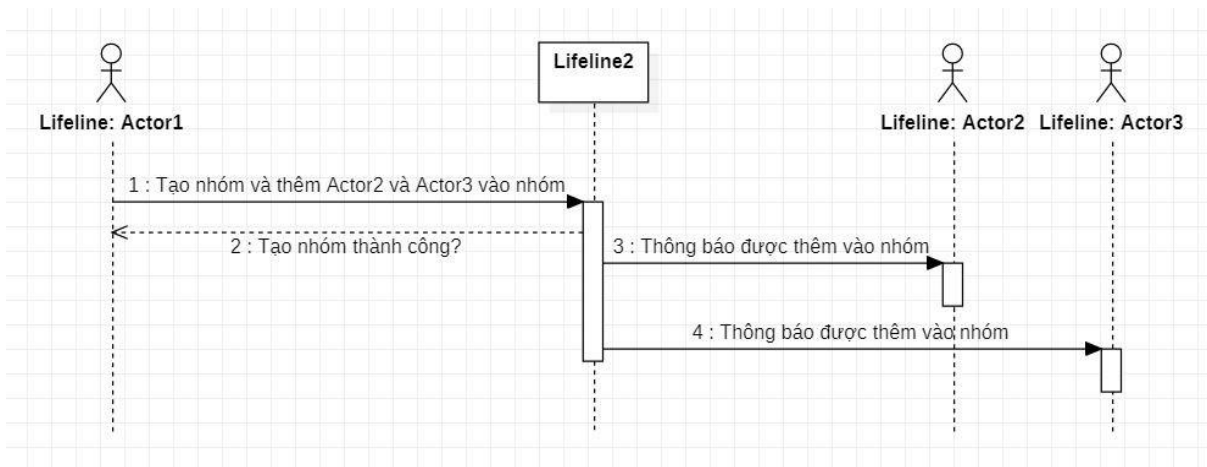 Lifeline2
Lifeline: Actor1
Lifeline: Actor2
Lifeline: Actor3
1 : Tạo nhóm và thêm Actor2 và Actor3 vào nhóm
2 : Tạo nhóm thành công?
3 : Thông báo được thêm vào nhóm
4 : Thông báo được thêm vào nhóm